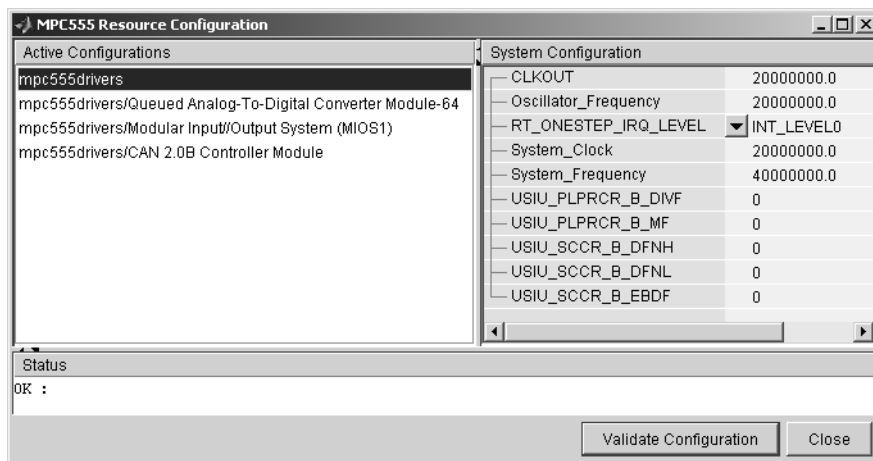 MPC555 Resource Configuration
Active Configurations
mpc555drivers
mpc555drivers/Queued Analog-To-Digital Converter Module-64
mpc555drivers/Modular Input//Output System (MIOS1)
mpc555drivers/CAN 2.0B Controller Module
System Configuration
CLKOUT 20000000.0
Oscillator_Frequency 20000000.0
RT_ONESTEP_IRQ_LEVEL INT_LEVEL0
System_Clock 20000000.0
System_Frequency 40000000.0
USIU_PLPRCR_B_DIVF 0
USIU_PLPRCR_B_MF 0
USIU_SCCR_B_DFNH 0
USIU_SCCR_B_DFNL 0
USIU_SCCR_B_EBDF 0
Status
OK :
Validate Configuration Close